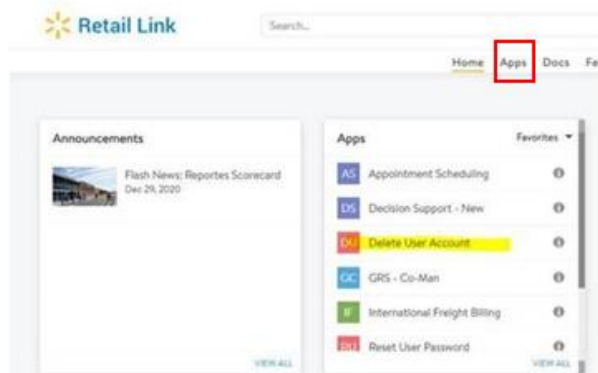 Retail Link
Search...
Home Apps Docs Fe
Announcements
Flash News: Reportes Scorecard
Dec 29, 2020
VIEW ALL
Apps
Favorites
AS Appointment Scheduling
DS Decision Support - New
DU Delete User Account
GC GRS - Co-Man
IF International Freight Billing
RU Reset User Password
VIEW ALL